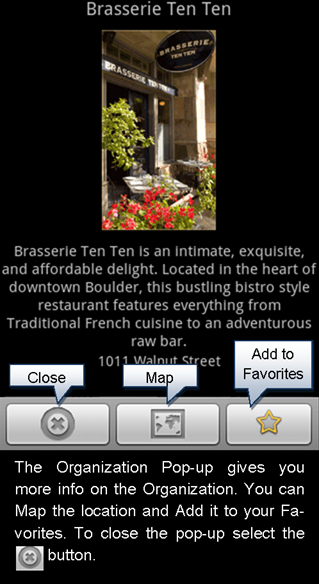 Brasserie Ten Ten
BRASSERIE
TEN TEN
BRASSERIE TEN TEN
Brasserie Ten Ten is an intimate, exquisite,
and affordable delight. Located in the heart of
downtown Boulder, this bustling bistro style
restaurant features everything from
Traditional French cuisine to an adventurous
raw bar.
1011 Walnut Street
Close
Map
Add to
Favorites
The Organization Pop-up gives you
more info on the Organization. You can
Map the location and Add it to your Fa-
vorites. To close the pop-up select the
button.